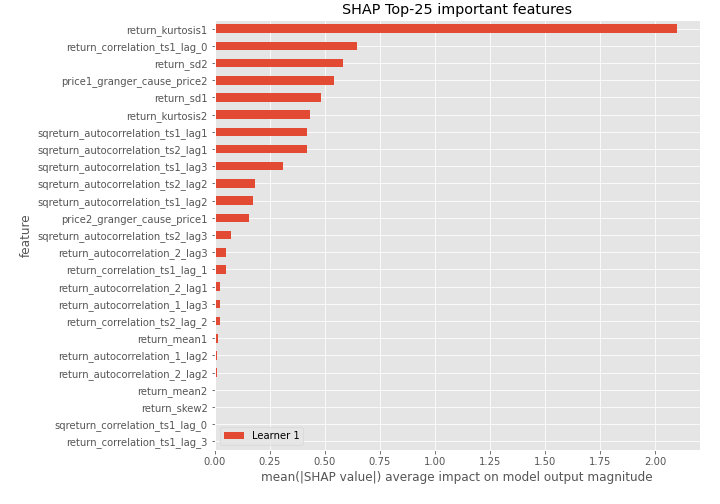 SHAP Top-25 important features
return_kurtosis1
return_correlation_ts1_lag_0
return_sd2
price1_granger_cause_price2
return_sd1
return_kurtosis2
sqreturn_autocorrelation_ts1_lag1
sqreturn_autocorrelation_ts2_lag1
sqreturn_autocorrelation_ts1_lag3
sqreturn_autocorrelation_ts2_lag2
sqreturn_autocorrelation_ts1_lag2
price2_granger_cause_price1
sqreturn_autocorrelation_ts2_lag3
return_autocorrelation_2_lag3
return_correlation_ts1_lag_1
return_autocorrelation_2_lag1
return_autocorrelation_1_lag3
return_correlation_ts2_lag_2
return_mean1
return_autocorrelation_1_lag2
return_autocorrelation_2_lag2
return_mean2
return_skew2
sqreturn_correlation_ts1_lag_0
return_correlation_ts1_lag_3
feature
Learner 1
0.00 0.25 0.50 0.75 1.00 1.25 1.50 1.75 2.00
mean(|SHAP value|) average impact on model output magnitude